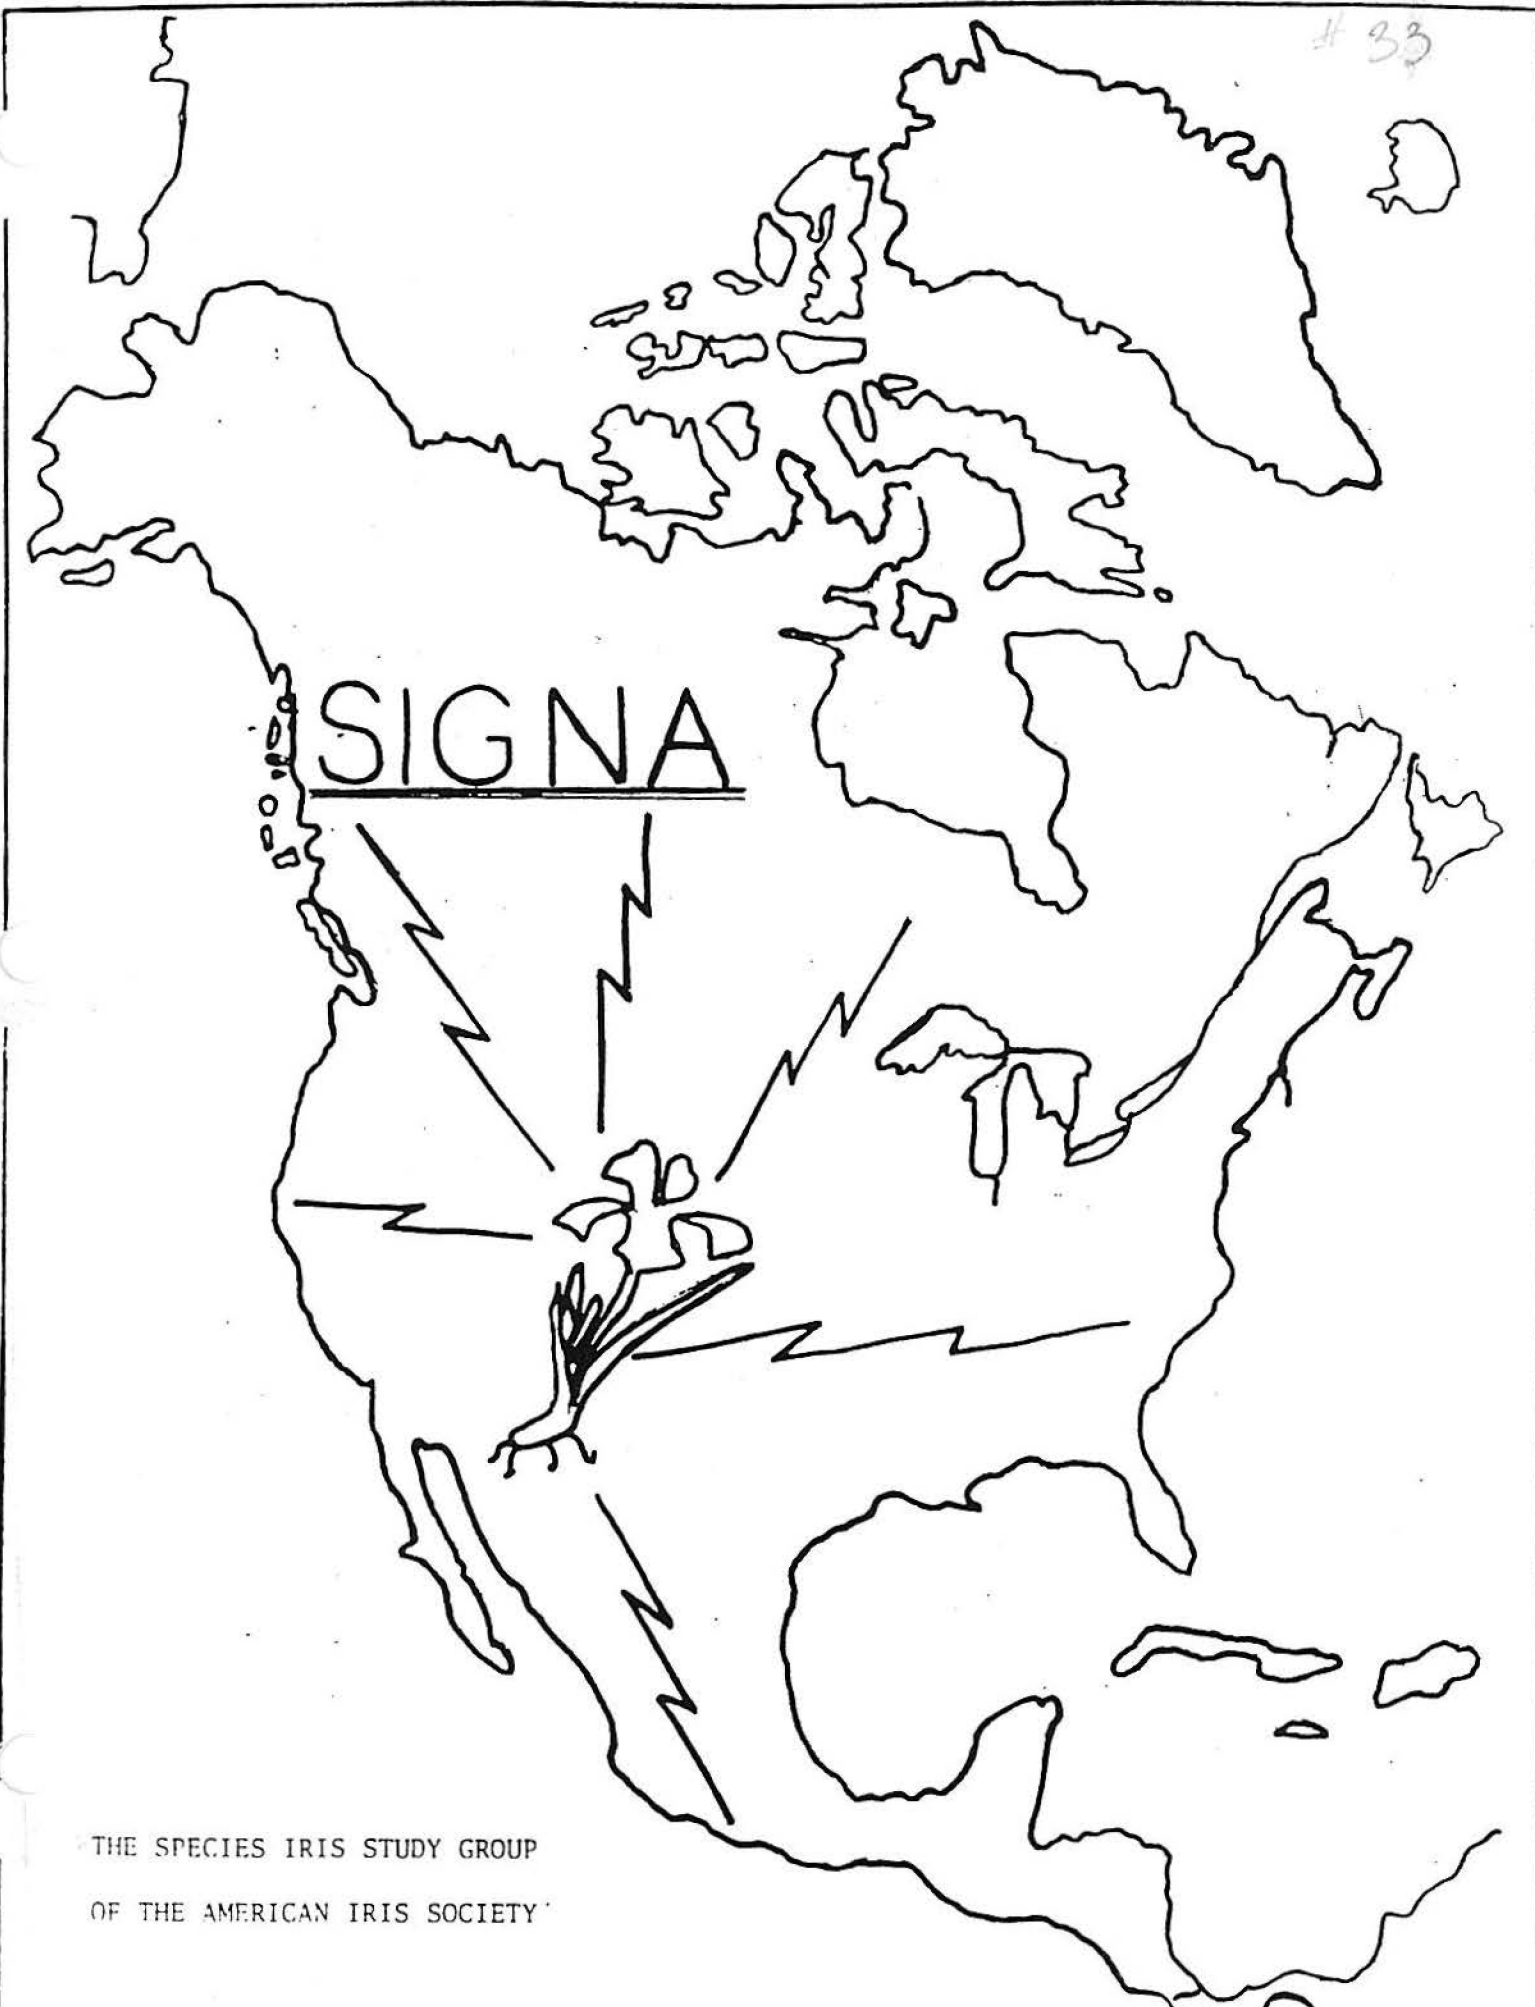 # 33
SIGNA
THE SPECIES IRIS STUDY GROUP
OF THE AMERICAN IRIS SOCIETY